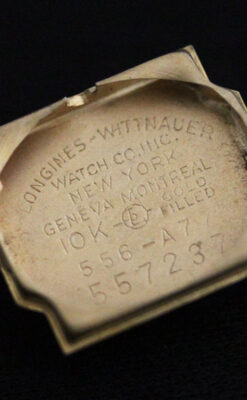 LONGINES-WITTNAUER
WATCH CO. INC.
NEW YORK
GENEVA MONTREAL
10K GOLD FILLED
556-A7
557237